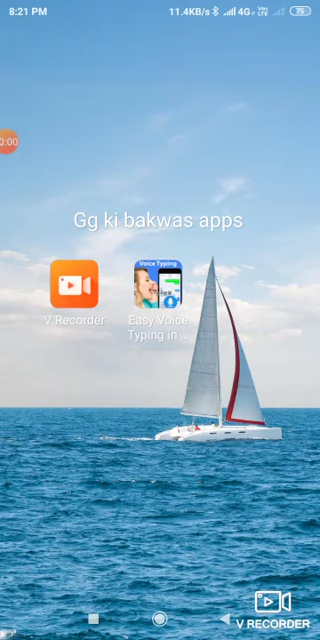 8:21 PM 11.4KB/s 4G VoLTE 75
0:00
Gg ki bakwas apps
Voice Typing
V Recorder Easy Voice
Typing in...
V RECORDER